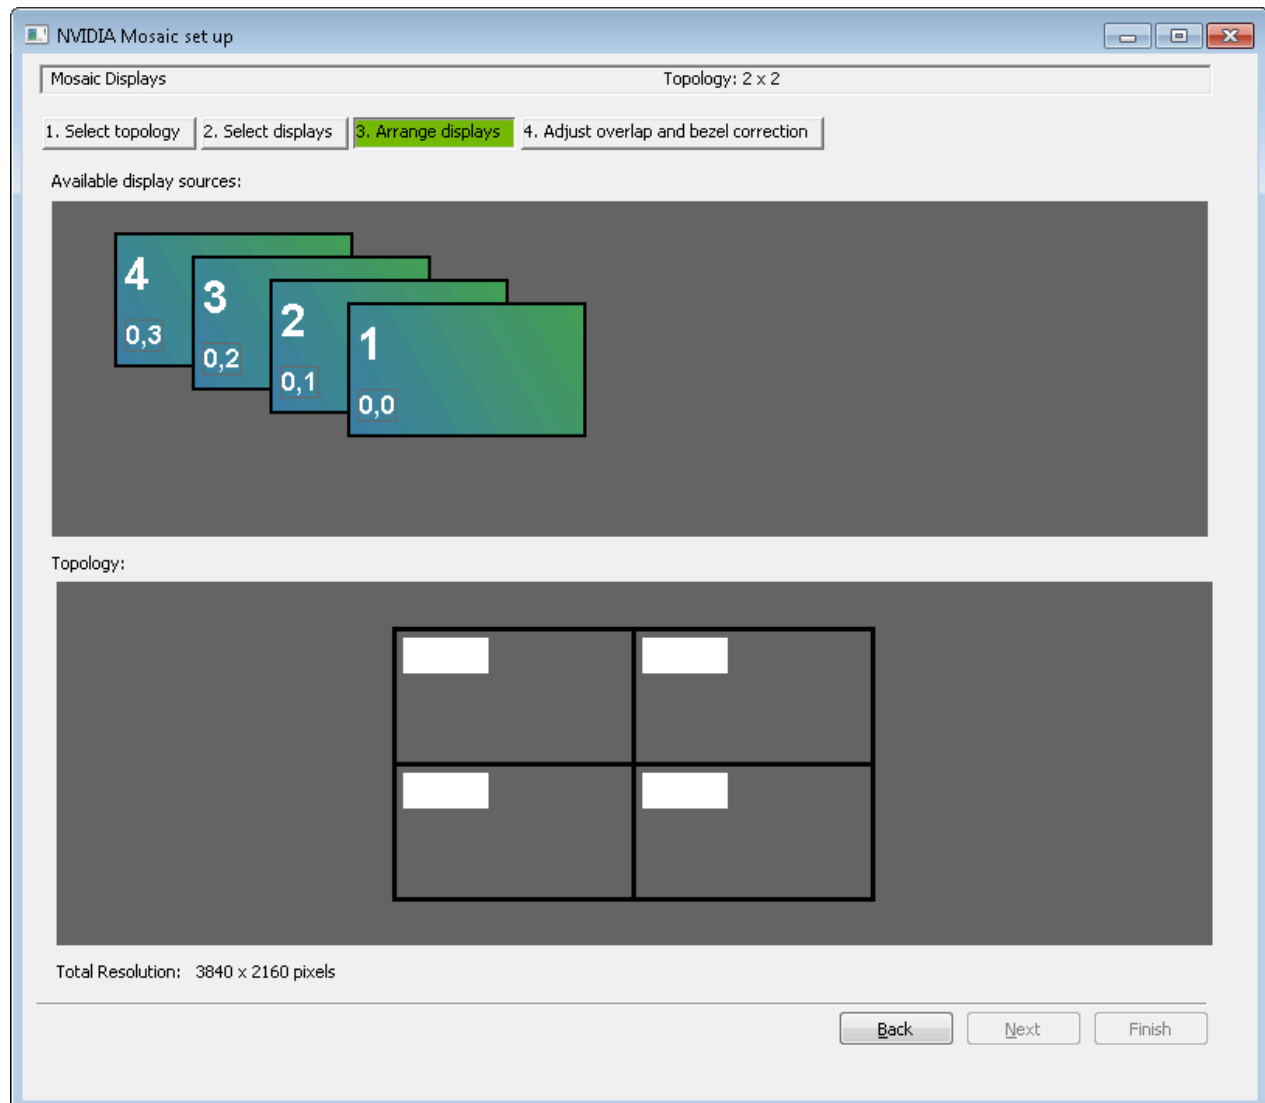 NVIDIA Mosaic set up
Mosaic Displays Topology: 2 x 2
1. Select topology 2. Select displays 3. Arrange displays 4. Adjust overlap and bezel correction
Available display sources:
4
0,3
3
0,2
2
0,1
1
0,0
Topology:
Total Resolution: 3840 x 2160 pixels
Back Next Finish